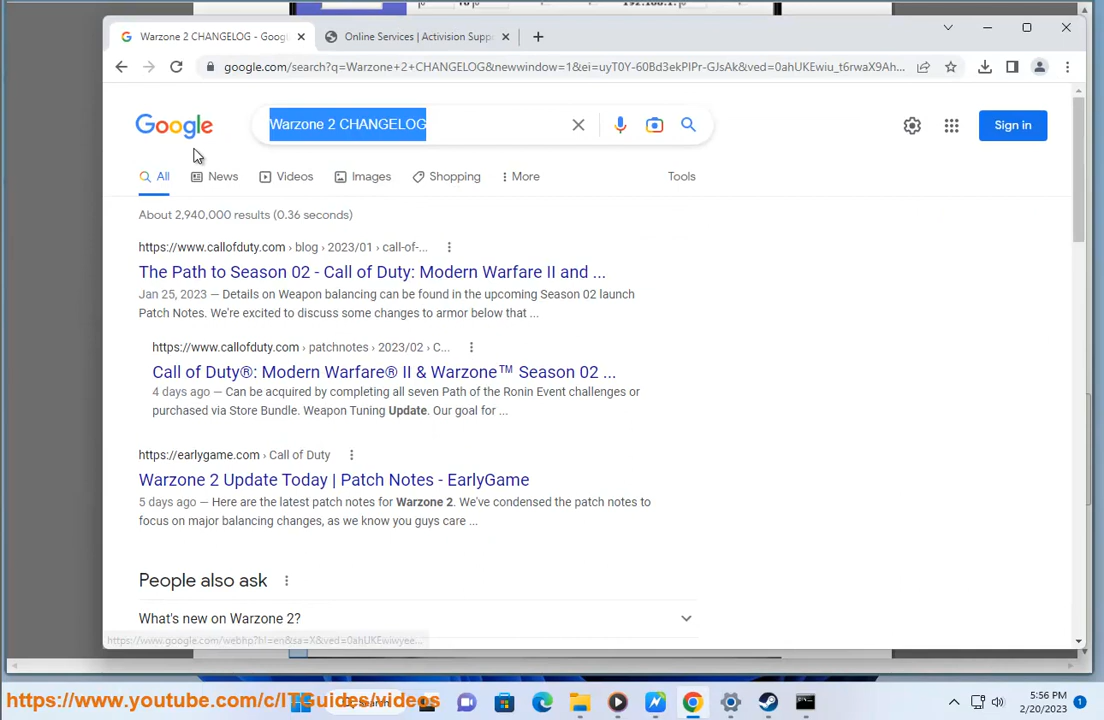 Warzone 2 CHANGELOG - Goog
Online Services | Activision Supp
google.com/search?q=Warzone+2+CHANGELOG&newwindow=1&ei=uyT0Y-60Bd3ekPIPr-GJsAk&ved=0ahUKEwiu_t6rwaX9Ah...
Google
Warzone 2 CHANGELOG
Sign in
All News Videos Images Shopping More Tools
About 2,940,000 results (0.36 seconds)
https://www.callofduty.com › blog › 2023/01 › call-of-...
The Path to Season 02 - Call of Duty: Modern Warfare II and ...
Jan 25, 2023 — Details on Weapon balancing can be found in the upcoming Season 02 launch
Patch Notes. We're excited to discuss some changes to armor below that ...
https://www.callofduty.com › patchnotes › 2023/02 › C...
Call of Duty®: Modern Warfare® II & Warzone™ Season 02 ...
4 days ago — Can be acquired by completing all seven Path of the Ronin Event challenges or
purchased via Store Bundle. Weapon Tuning Update. Our goal for ...
https://earlygame.com › Call of Duty
Warzone 2 Update Today | Patch Notes - EarlyGame
5 days ago — Here are the latest patch notes for Warzone 2. We've condensed the patch notes to
focus on major balancing changes, as we know you guys care ...
People also ask
What's new on Warzone 2?
https://www.google.com/webhp?hl=en&sa=X&ved=0ahUKEwiwyee...
https://www.youtube.com/c/ITGuides/videos
5:56 PM
2/20/2023